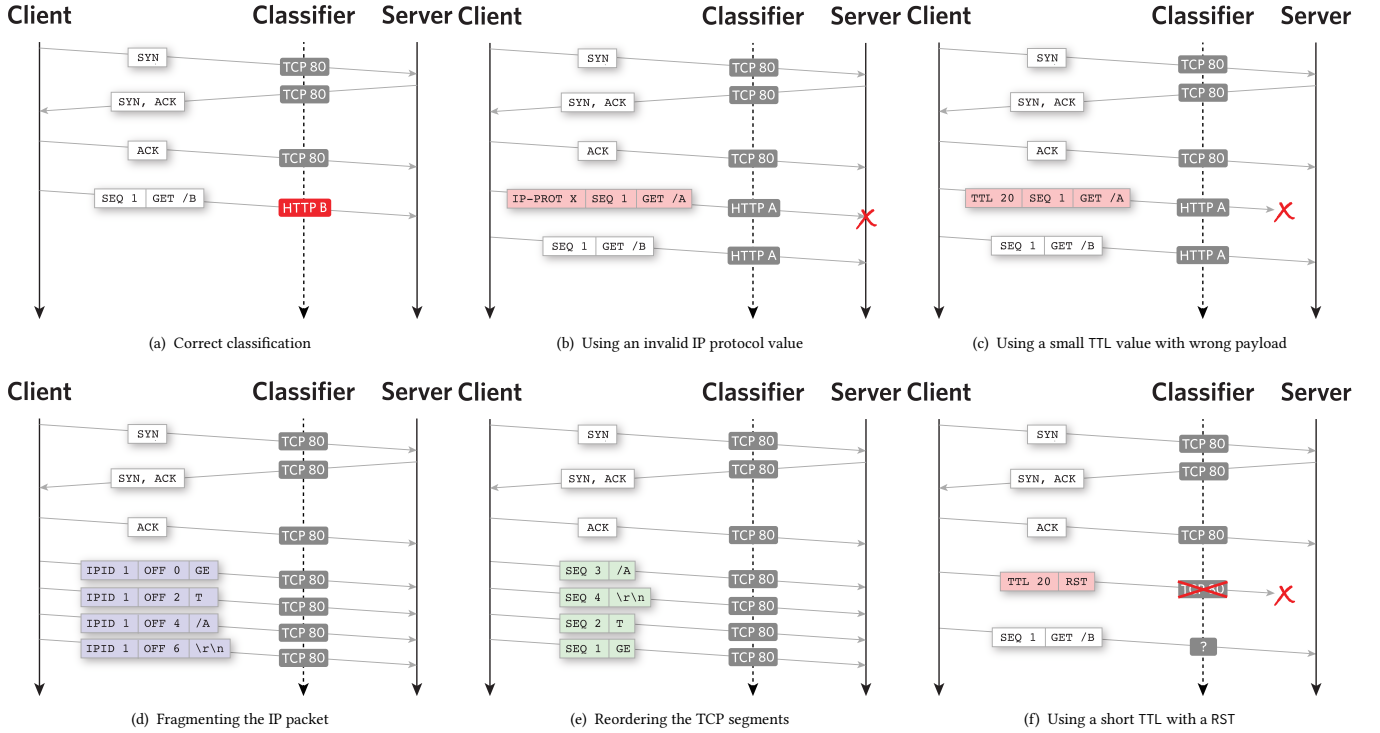 Client Classifier Server
SYN
TCP 80
TCP 80
SYN, ACK
ACK
TCP 80
SEQ 1 GET /B
HTTP B
(a) Correct classification
Client Classifier Server
SYN
TCP 80
TCP 80
SYN, ACK
ACK
TCP 80
IP-PROT X SEQ 1 GET /A
HTTP A
SEQ 1 GET /B
HTTP A
(b) Using an invalid IP protocol value
Client Classifier Server
SYN
TCP 80
TCP 80
SYN, ACK
ACK
TCP 80
TTL 20 SEQ 1 GET /A
HTTP A
SEQ 1 GET /B
HTTP A
(c) Using a small TTL value with wrong payload
Client Classifier Server
SYN
TCP 80
TCP 80
SYN, ACK
ACK
TCP 80
IPID 1 OFF 0 GE
TCP 80
IPID 1 OFF 2 T
TCP 80
IPID 1 OFF 4 /A
TCP 80
IPID 1 OFF 6 \r\n
TCP 80
(d) Fragmenting the IP packet
Client Classifier Server
SYN
TCP 80
TCP 80
SYN, ACK
ACK
TCP 80
SEQ 3 /A
TCP 80
SEQ 4 \r\n
TCP 80
SEQ 2 T
TCP 80
SEQ 1 GE
TCP 80
(e) Reordering the TCP segments
Client Classifier Server
SYN
TCP 80
TCP 80
SYN, ACK
ACK
TCP 80
TTL 20 RST
TCP 80
SEQ 1 GET /B
?
(f) Using a short TTL with a RST